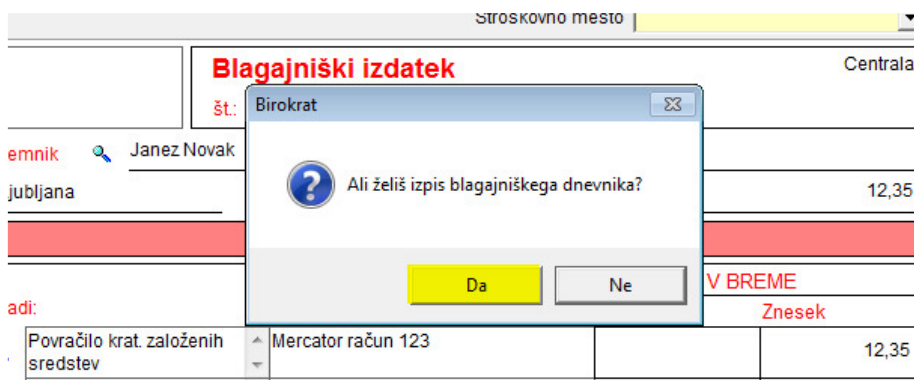 Stroškovno mesto
Blagajniški izdatek
Centrala
št.:
Birokrat
emnik
Janez Novak
Ali želiš izpis blagajniškega dnevnika?
jubljana
12,35
Da
Ne
V BREME
adi:
Znesek
Povračilo krat. založenih
sredstev
Mercator račun 123
12,35